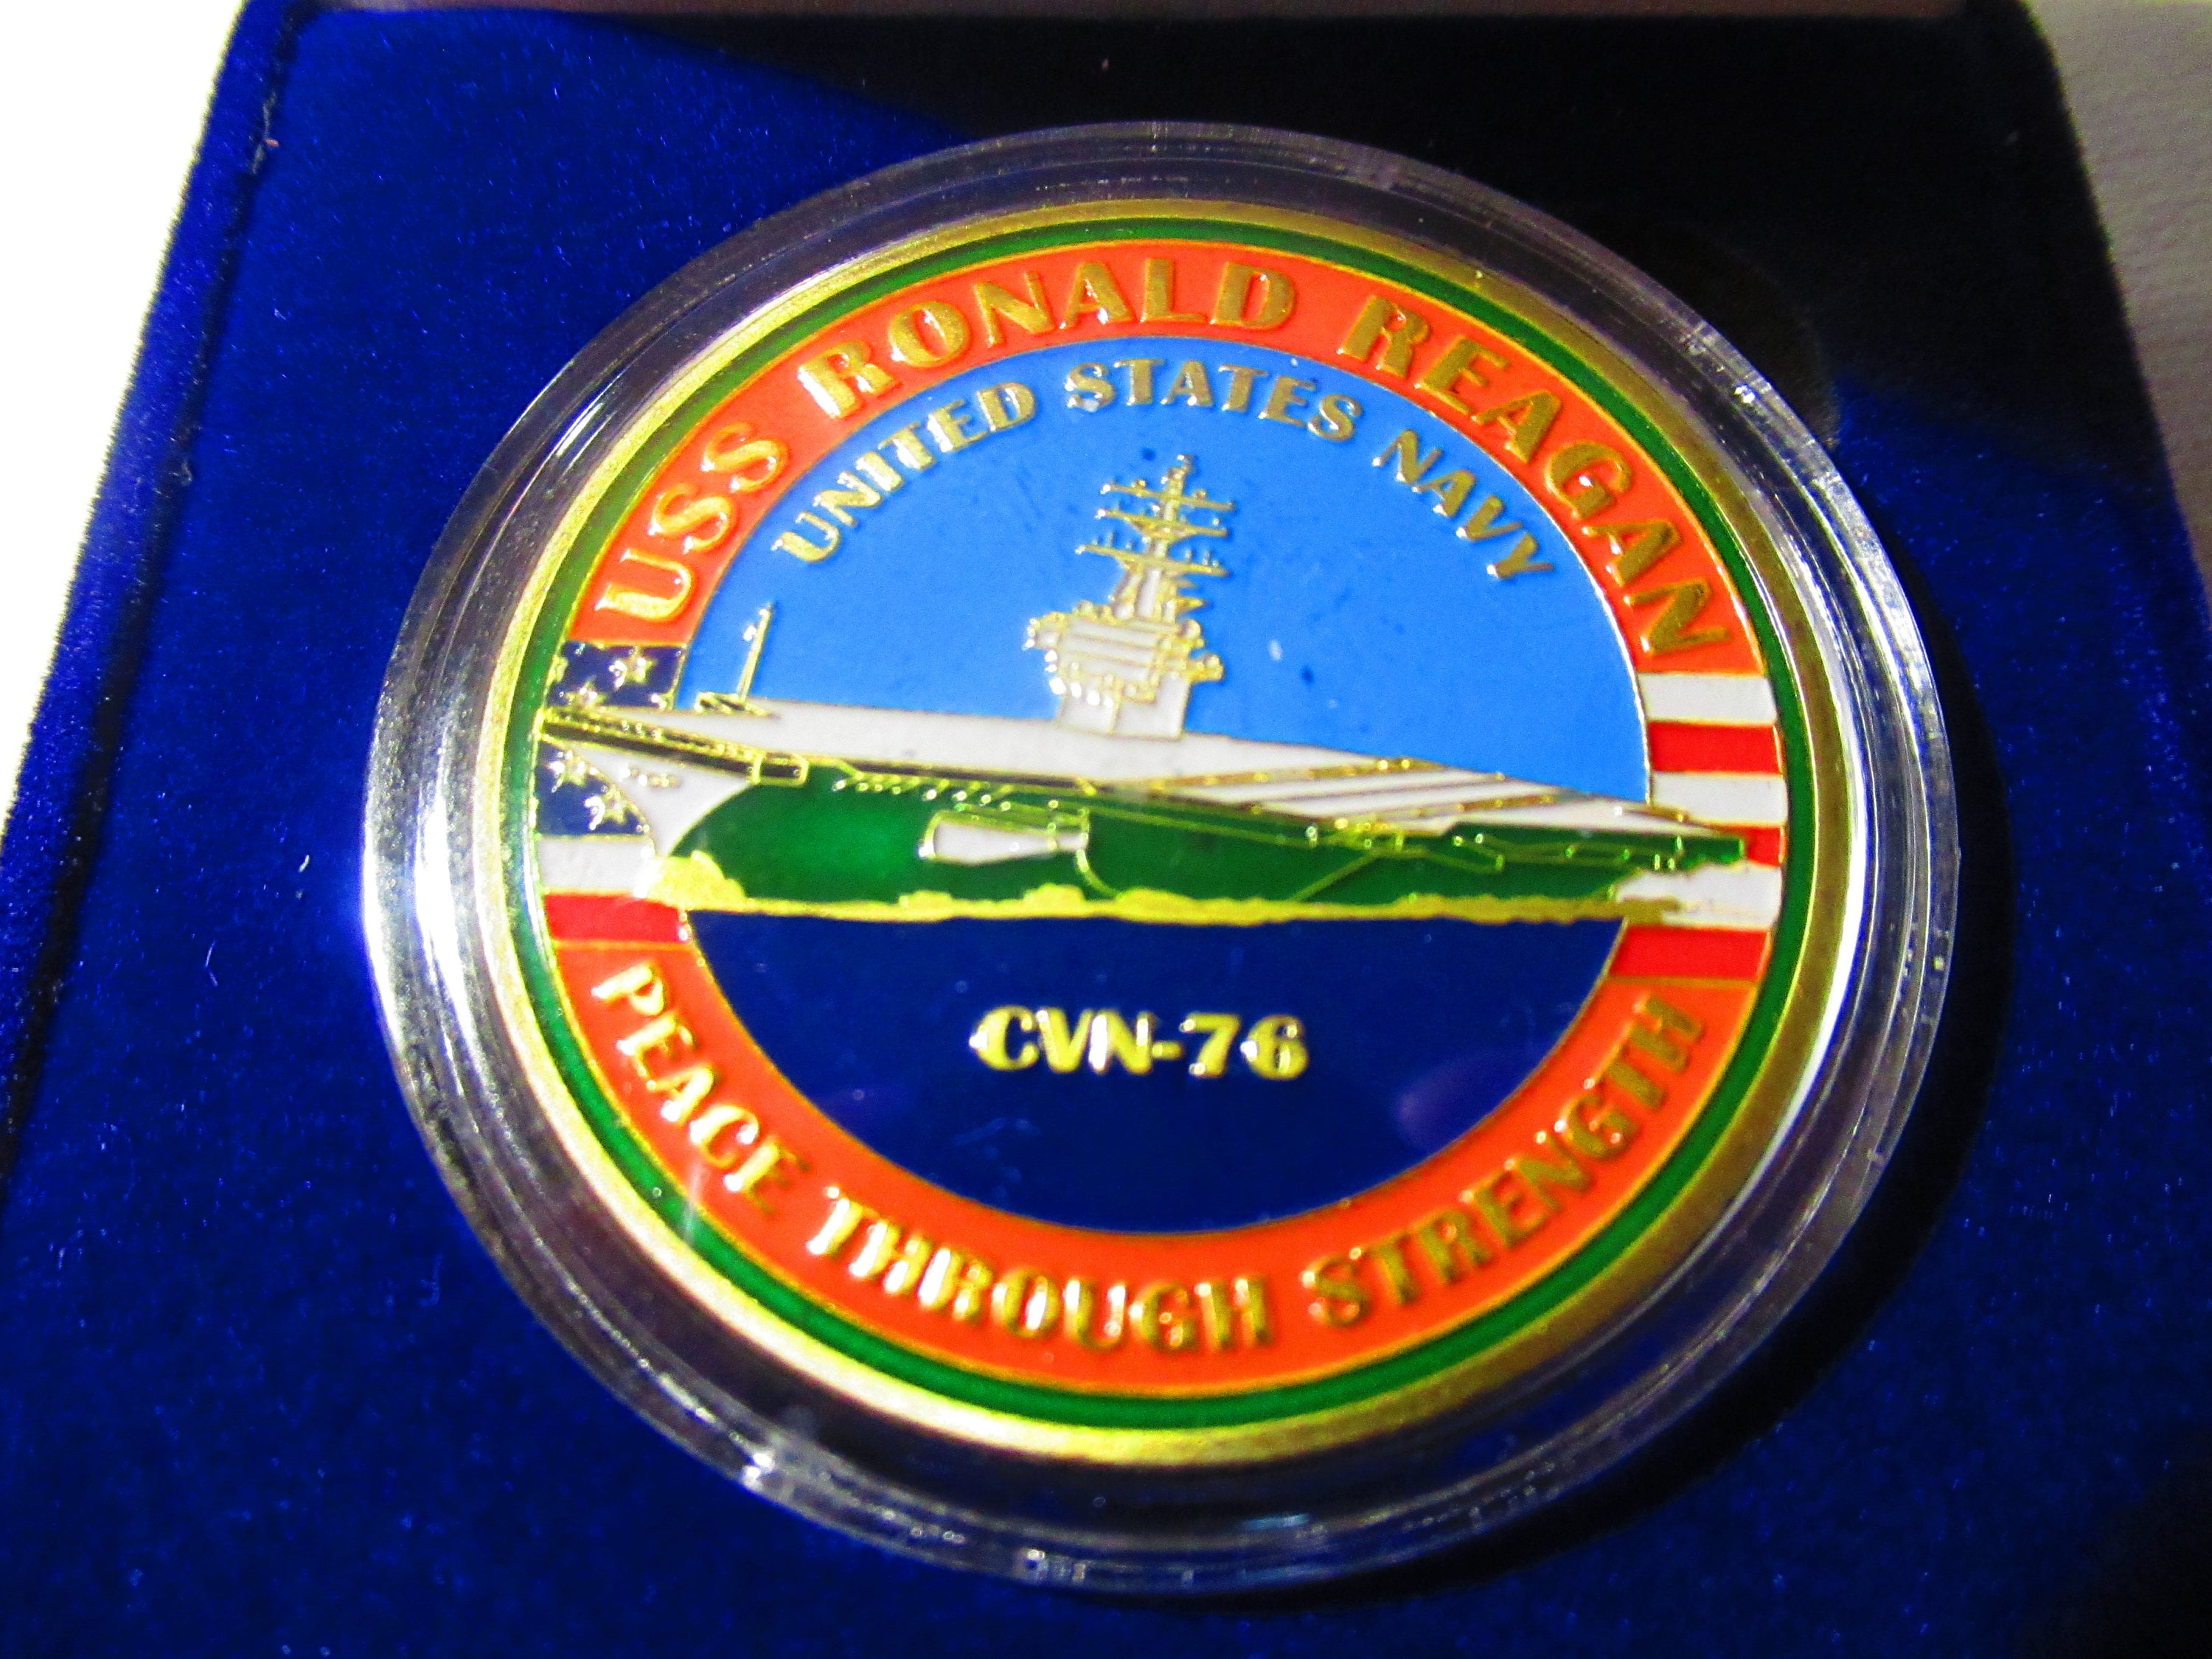 USS RONALD REAGAN
UNITED STATES NAVY
CVN-76
PEACE THROUGH STRENGTH